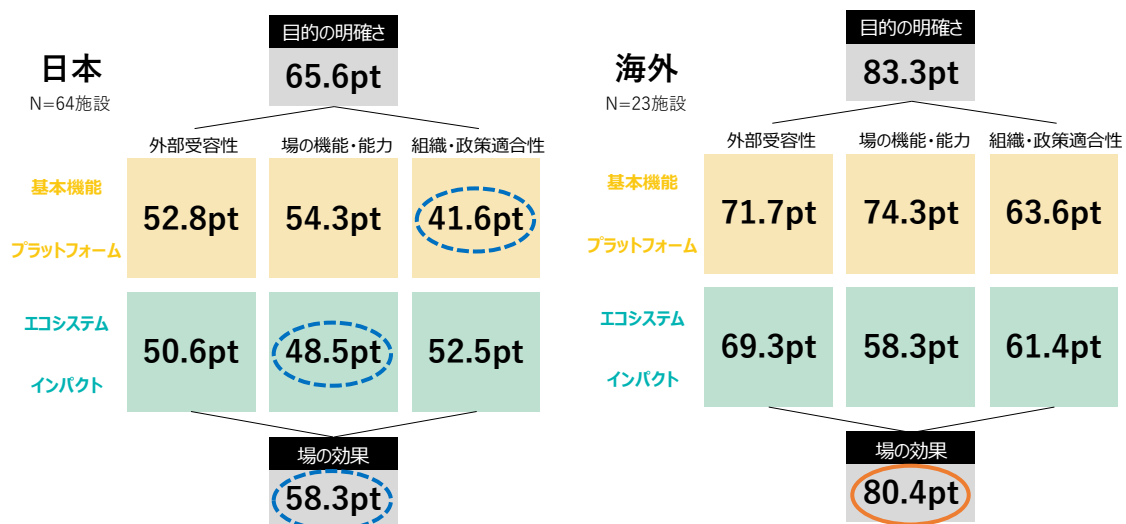 目的の明確さ
65.6pt
日本
N=64施設
外部受容性
場の機能・能力
組織・政策適合性
基本機能
プラットフォーム
52.8pt
54.3pt
41.6pt
エコシステム
インパクト
50.6pt
48.5pt
52.5pt
場の効果
58.3pt
目的の明確さ
83.3pt
海外
N=23施設
外部受容性
場の機能・能力
組織・政策適合性
基本機能
プラットフォーム
71.7pt
74.3pt
63.6pt
エコシステム
インパクト
69.3pt
58.3pt
61.4pt
場の効果
80.4pt